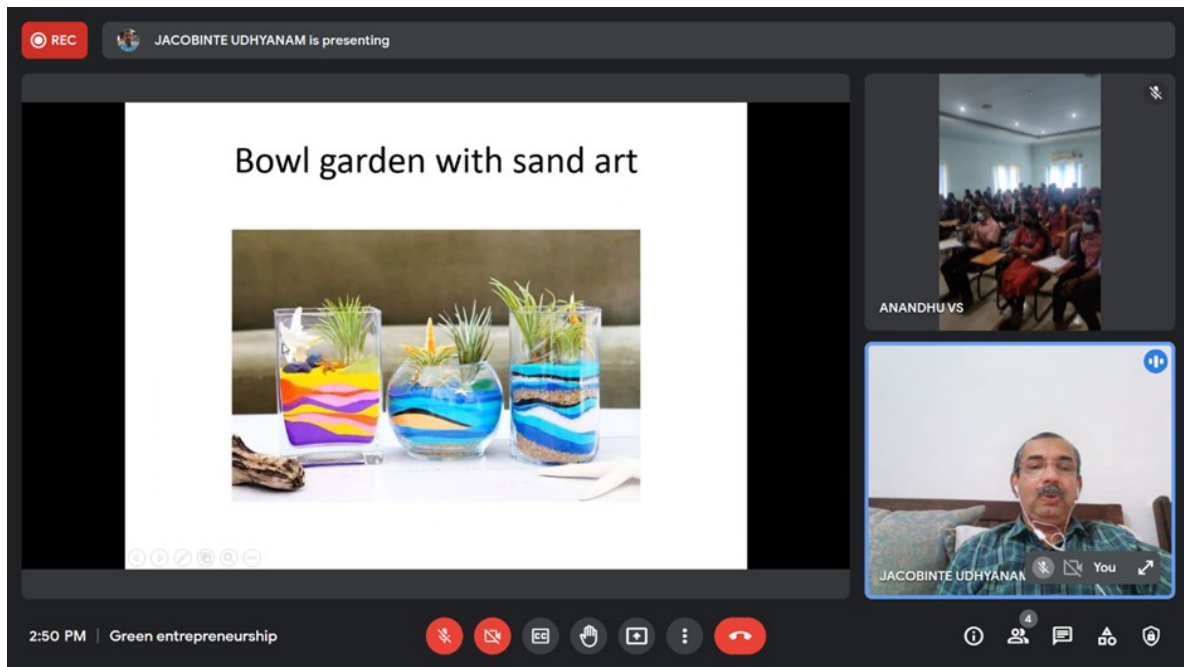 REC
JACOBINTE UDHYANAM is presenting
Bowl garden with sand art
ANANDHU VS
JACOBINTE UDHYANAM
You
2:50 PM | Green entrepreneurship
CC
4